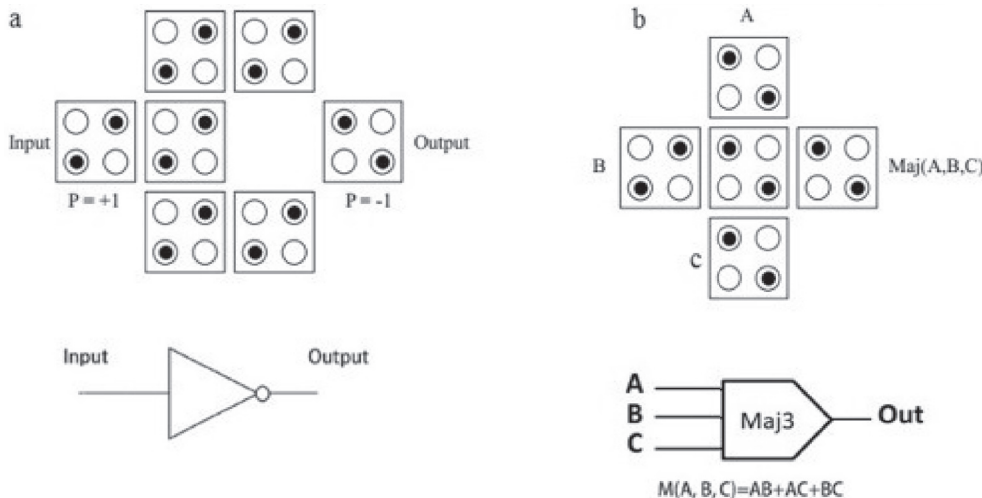 a
Input
Output
P = +1
P = -1
Input
Output
b
A
B
Maj(A,B,C)
c
A
B
C
Maj3
Out
M(A, B, C)=AB+AC+BC